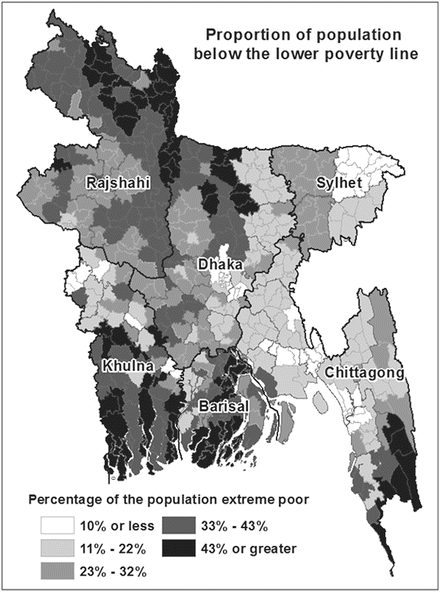 Proportion of population
below the lower poverty line
Rajshahi
Sylhet
Dhaka
Khulna
Chittagong
Barisal
Percentage of the population extreme poor
10% or less
33% - 43%
11% - 22%
43% or greater
23% - 32%